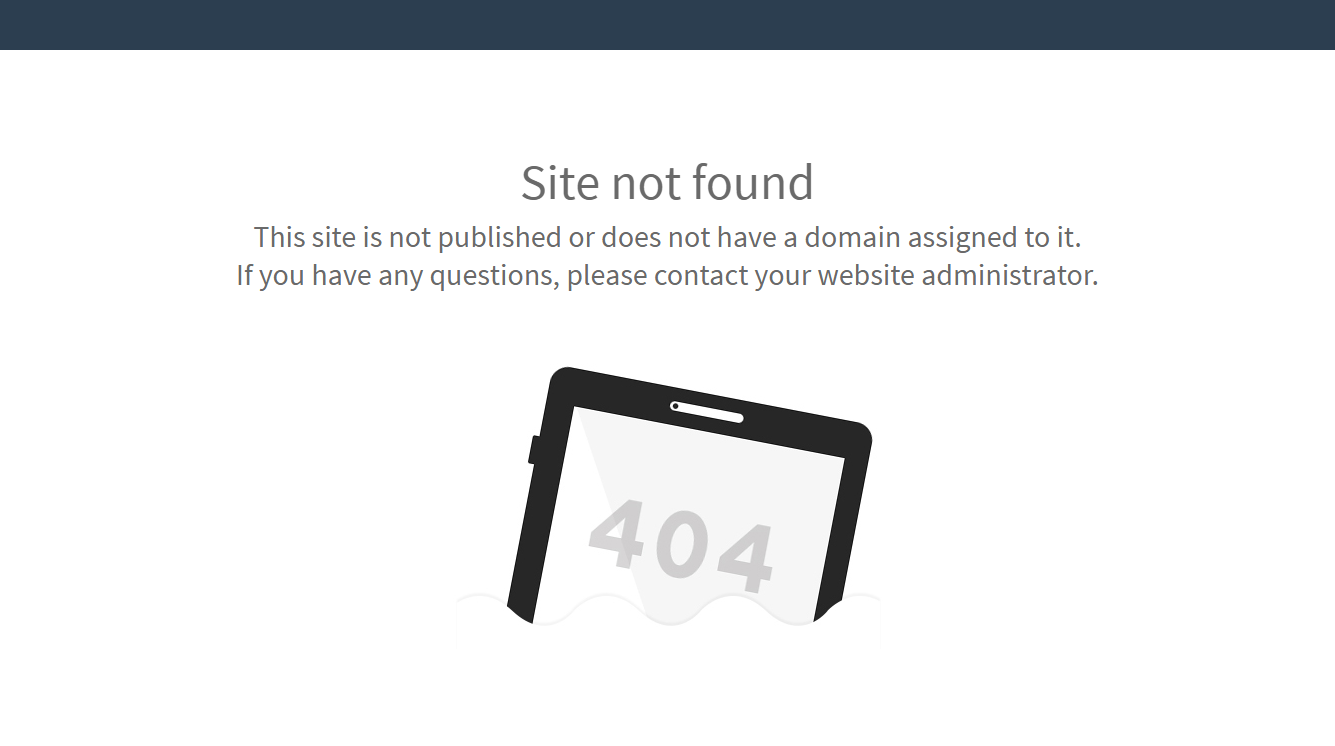 Site not found
This site is not published or does not have a domain assigned to it.
If you have any questions, please contact your website administrator.
404